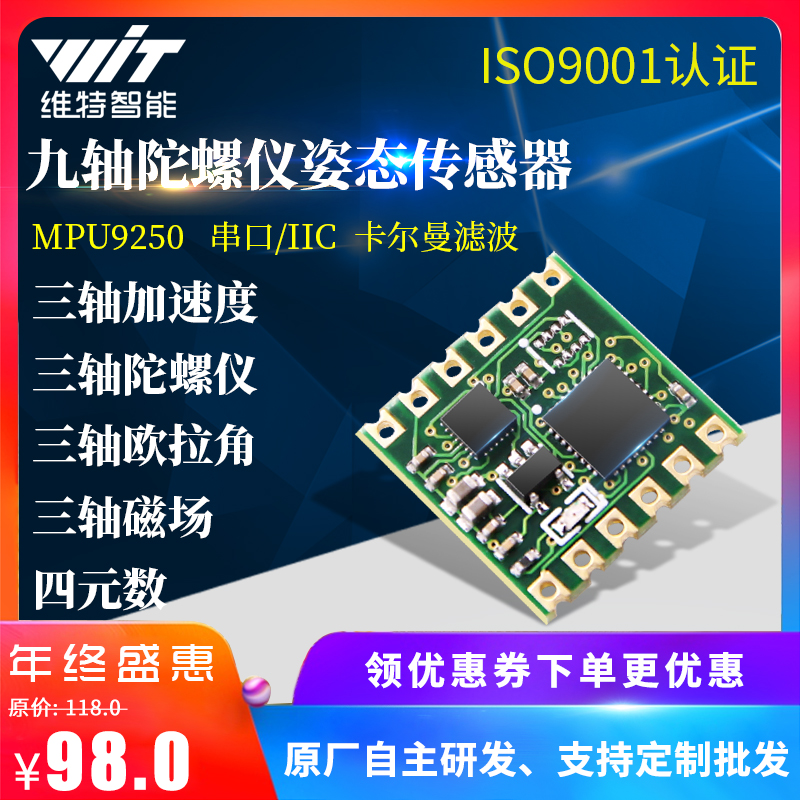 WIT
维特智能
ISO9001认证
九轴陀螺仪姿态传感器
MPU9250 串口/IIC 卡尔曼滤波
三轴加速度
三轴陀螺仪
三轴欧拉角
三轴磁场
四元数
年终盛惠
原价: 118.0
¥98.0
领优惠券下单更优惠
原厂自主研发、支持定制批发